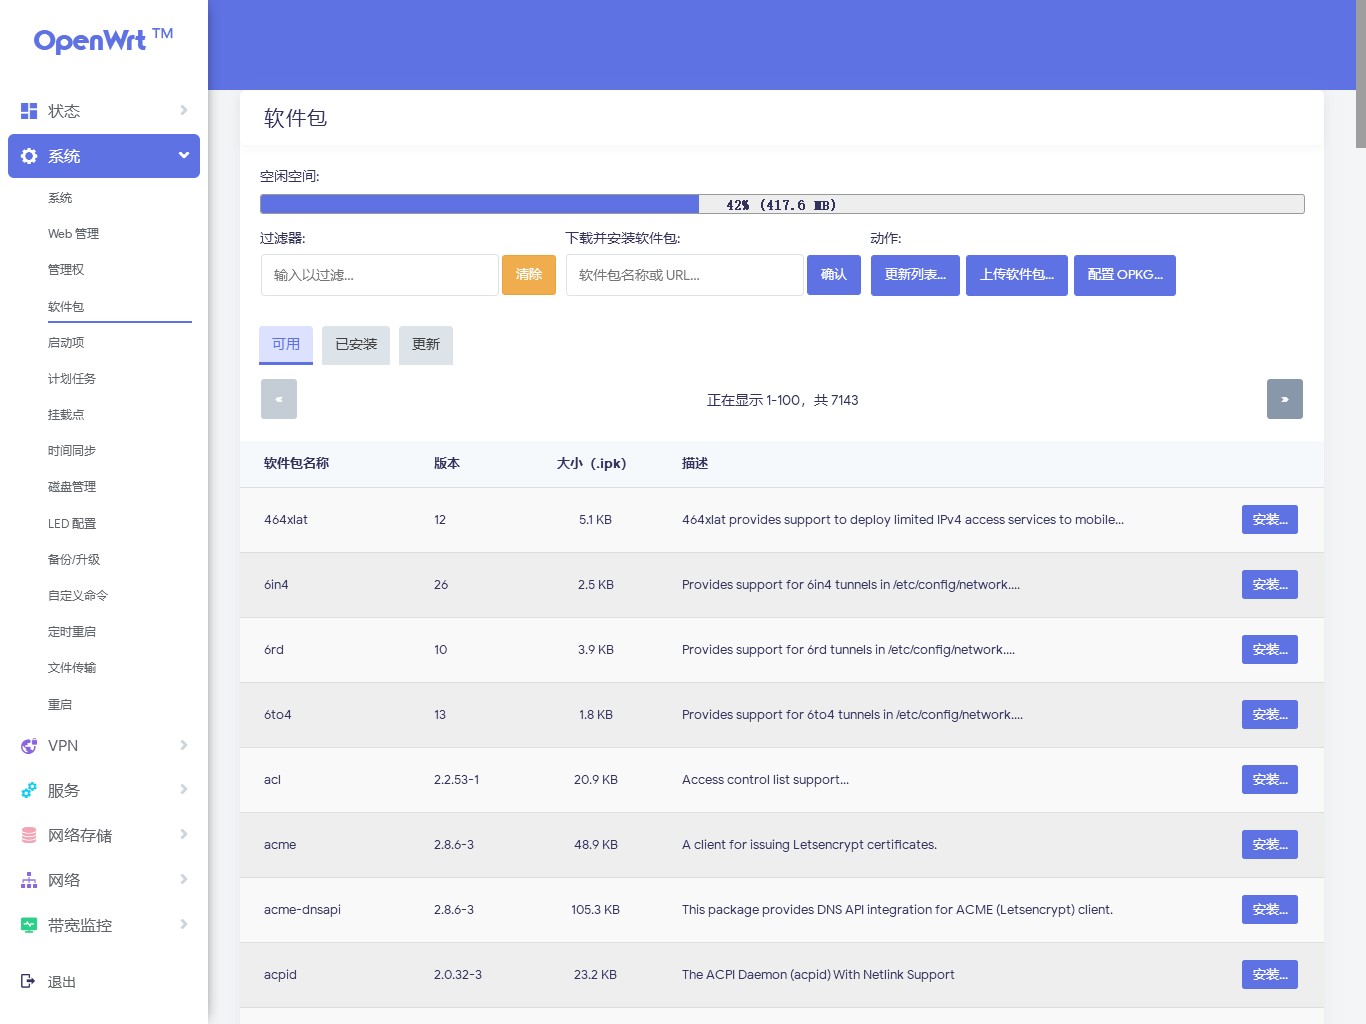 OpenWrt ™
状态
系统
系统
Web 管理
管理权
软件包
启动项
计划任务
挂载点
时间同步
磁盘管理
LED 配置
备份/升级
自定义命令
定时重启
文件传输
重启
VPN
服务
网络存储
网络
带宽监控
退出
软件包
空闲空间:
42% (417.6 MB)
过滤器:
输入以过滤...
清除
下载并安装软件包:
软件包名称或 URL...
确认
动作:
更新列表...
上传软件包...
配置 OPKG...
可用
已安装
更新
«
正在显示 1-100，共 7143
»
软件包名称 版本 大小（.ipk） 描述
464xlat 12 5.1 KB 464xlat provides support to deploy limited IPv4 access services to mobile... 安装...
6in4 26 2.5 KB Provides support for 6in4 tunnels in /etc/config/network.... 安装...
6rd 10 3.9 KB Provides support for 6rd tunnels in /etc/config/network.... 安装...
6to4 13 1.8 KB Provides support for 6to4 tunnels in /etc/config/network.... 安装...
acl 2.2.53-1 20.9 KB Access control list support... 安装...
acme 2.8.6-3 48.9 KB A client for issuing Letsencrypt certificates. 安装...
acme-dnsapi 2.8.6-3 105.3 KB This package provides DNS API integration for ACME (Letsencrypt) client. 安装...
acpid 2.0.32-3 23.2 KB The ACPI Daemon (acpid) With Netlink Support 安装...